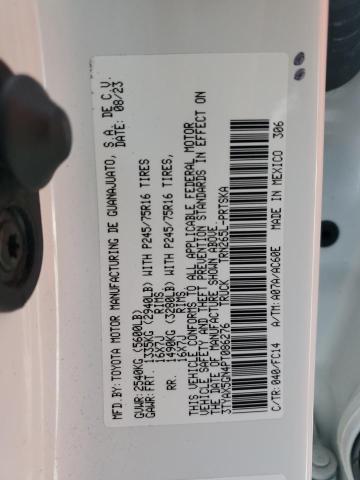 MFD BY: TOYOTA MOTOR MANUFACTURING DE GUANAJUATO, S.A. DE C.V.
DATE: 08/23
GVWR: 2540KG (5600LB)
GAWR: FRT. 1335KG (2940LB) WITH P245/75R16 TIRES
16X7J RIMS,
RR. 1490KG (3280LB) WITH P245/75R16 TIRES,
16X7J RIMS
THIS VEHICLE CONFORMS TO ALL APPLICABLE FEDERAL MOTOR
VEHICLE SAFETY AND THEFT PREVENTION STANDARDS IN EFFECT ON
THE DATE OF MANUFACTURE SHOWN ABOVE.
3TYAX5GN4PT086276 TRUCK TRN265L-PRTSKA
C/TR: 040/FC14 A/TM: A07A/AC60E MADE IN MEXICO 306